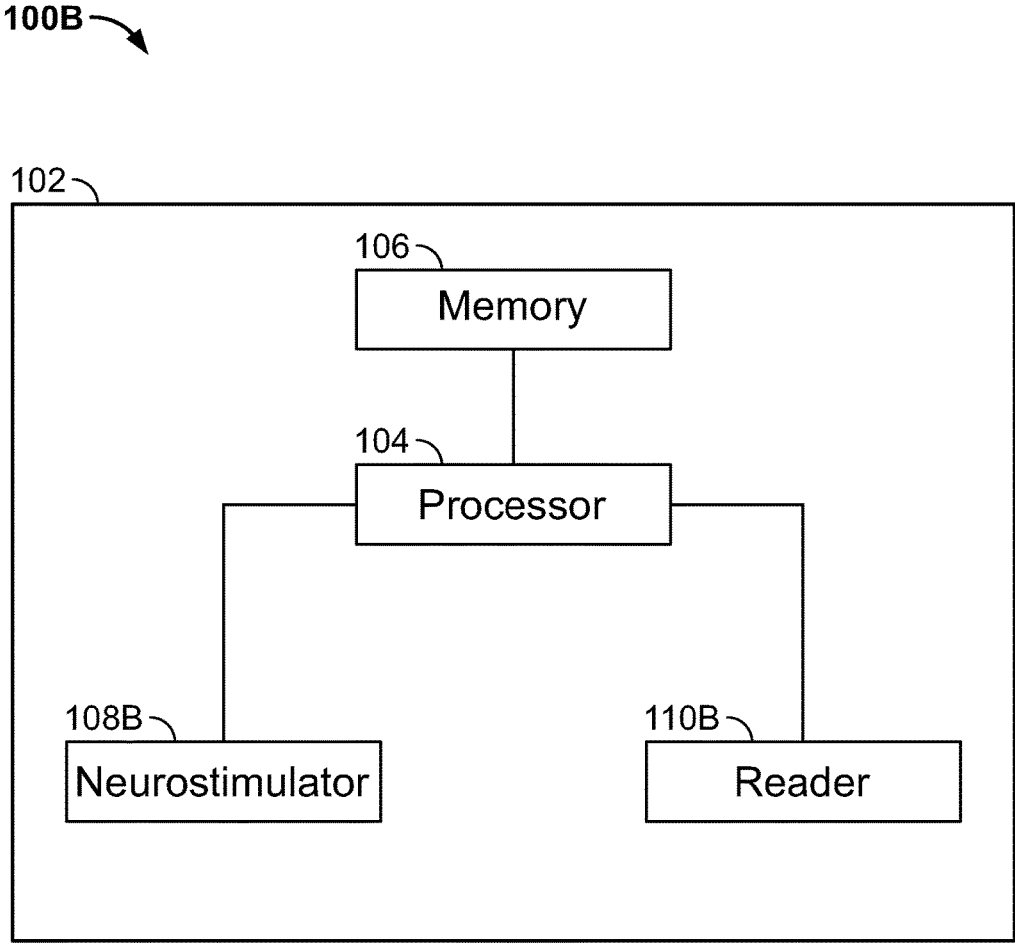 100B
102
106
Memory
104
Processor
108B
Neurostimulator
110B
Reader